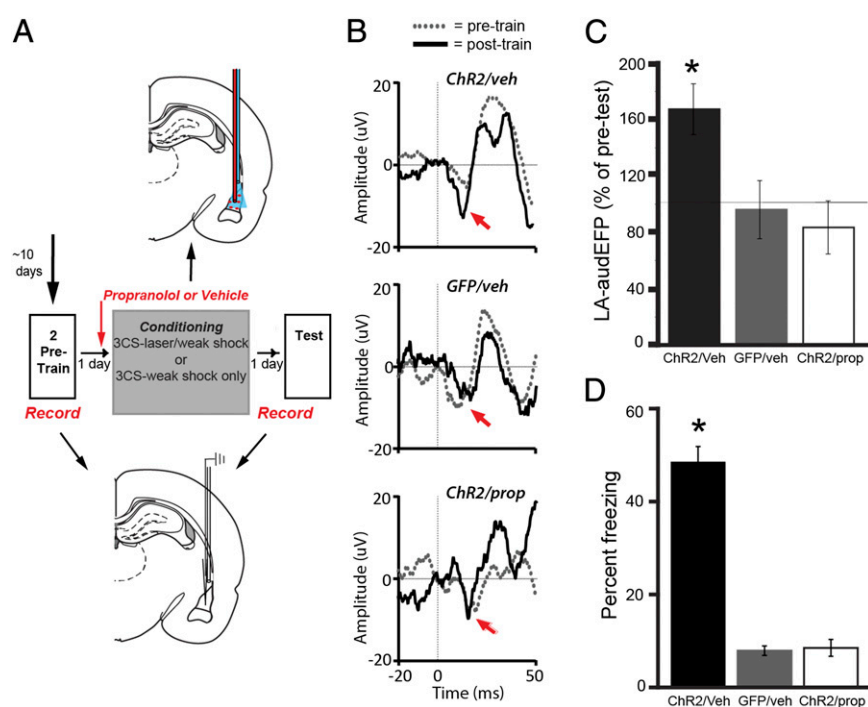 A
~10
days
Propranolol or Vehicle
2
Pre-
Train
1 day
Conditioning
3CS-laser/weak shock
or
3CS-weak shock only
1 day
Test
Record
Record
B
= pre-train
= post-train
ChR2/veh
20
0
-20
Amplitude (uV)
GFP/veh
20
0
-20
Amplitude (uV)
ChR2/prop
20
0
-20
Amplitude (uV)
-20
0
50
Time (ms)
C
200
160
120
100
80
40
0
LA-audEFP (% of pre-test)
*
ChR2/Veh
GFP/veh
ChR2/prop
D
60
40
20
0
Percent freezing
*
ChR2/Veh
GFP/veh
ChR2/prop